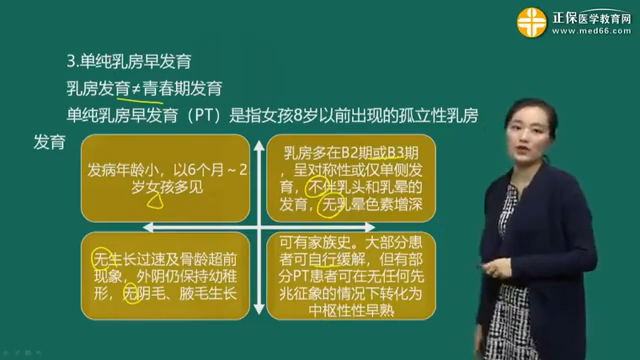 正保医学教育网
www.med66.com
3.单纯乳房早发育
乳房发育≠青春期发育
单纯乳房早发育（PT）是指女孩8岁以前出现的孤立性乳房
发育
发病年龄小，以6个月～2
岁女孩多见
乳房多在B2期或B3期
，呈对称性或仅单侧发
育，不伴乳头和乳晕的
发育，无乳晕色素增深
无生长过速及骨龄超前
现象，外阴仍保持幼稚
形，无阴毛、腋毛生长
可有家族史。大部分患
者可自行缓解，但有部
分PT患者可在无任何先
兆征象的情况下转化为
中枢性性早熟